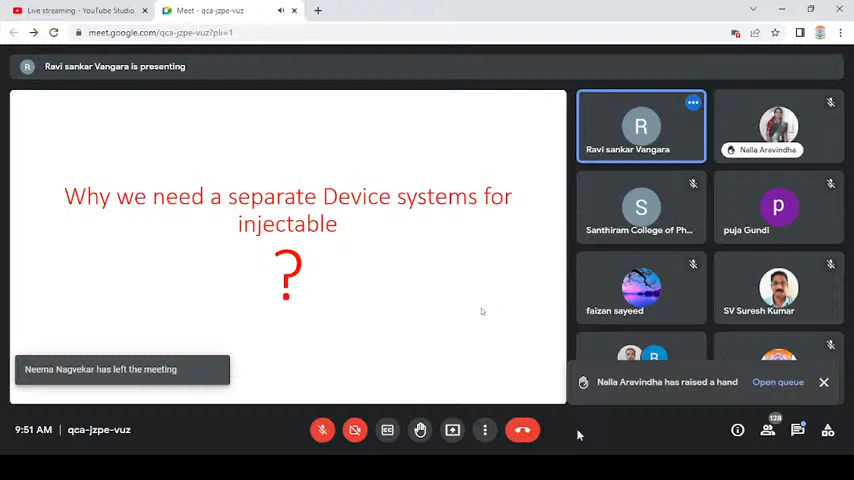 Live streaming - YouTube Studio
Meet - qca-jzpe-vuz
meet.google.com/qca-jzpe-vuz?pli=1
R
Ravi sankar Vangara is presenting
Why we need a separate Device systems for
injectable
?
R
Ravi sankar Vangara
Nalla Aravindha
S
Santhiram College of Ph...
p
puja Gundi
faizan sayeed
SV Suresh Kumar
R
Neema Nagvekar has left the meeting
Nalla Aravindha has raised a hand
Open queue
9:51 AM
qca-jzpe-vuz
CC
128